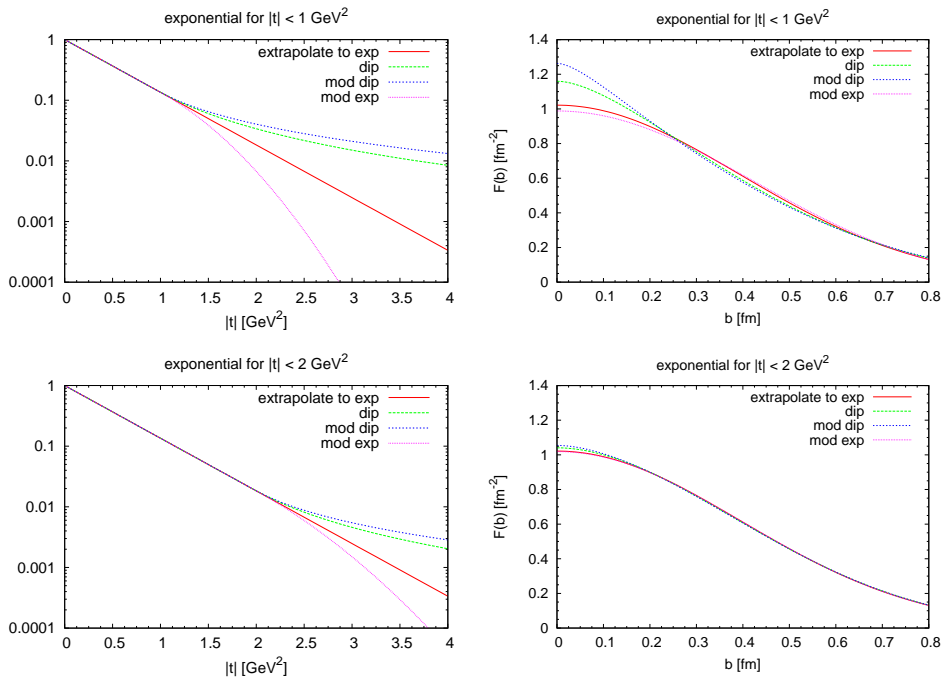 exponential for |t| < 1 GeV²
1
0.1
0.01
0.001
0.0001
extrapolate to exp
dip
mod dip
mod exp
0 0.5 1 1.5 2 2.5 3 3.5 4
|t| [GeV²]
exponential for |t| < 1 GeV²
F(b) [fm⁻²]
1.4
1.2
1
0.8
0.6
0.4
0.2
0
extrapolate to exp
dip
mod dip
mod exp
0 0.1 0.2 0.3 0.4 0.5 0.6 0.7 0.8
b [fm]
exponential for |t| < 2 GeV²
1
0.1
0.01
0.001
0.0001
extrapolate to exp
dip
mod dip
mod exp
0 0.5 1 1.5 2 2.5 3 3.5 4
|t| [GeV²]
exponential for |t| < 2 GeV²
F(b) [fm⁻²]
1.4
1.2
1
0.8
0.6
0.4
0.2
0
extrapolate to exp
dip
mod dip
mod exp
0 0.1 0.2 0.3 0.4 0.5 0.6 0.7 0.8
b [fm]